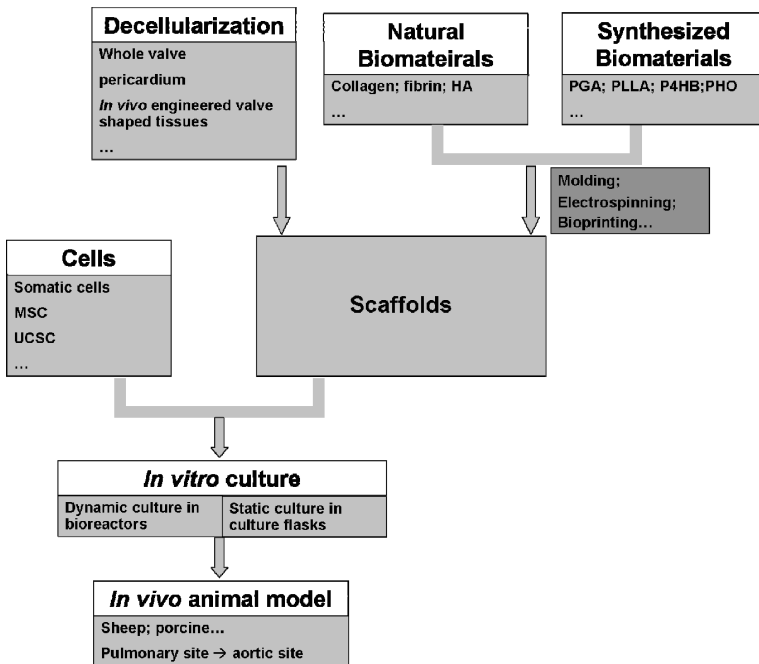 Decellularization
Whole valve
pericardium
In vivo engineered valve
shaped tissues
...
Natural
Biomateirals
Collagen; fibrin; HA
...
Synthesized
Biomaterials
PGA; PLLA; P4HB;PHO
...
Molding;
Electrospinning;
Bioprinting...
Cells
Somatic cells
MSC
UCSC
...
Scaffolds
In vitro culture
Dynamic culture in
bioreactors
Static culture in
culture flasks
In vivo animal model
Sheep; porcine...
Pulmonary site → aortic site